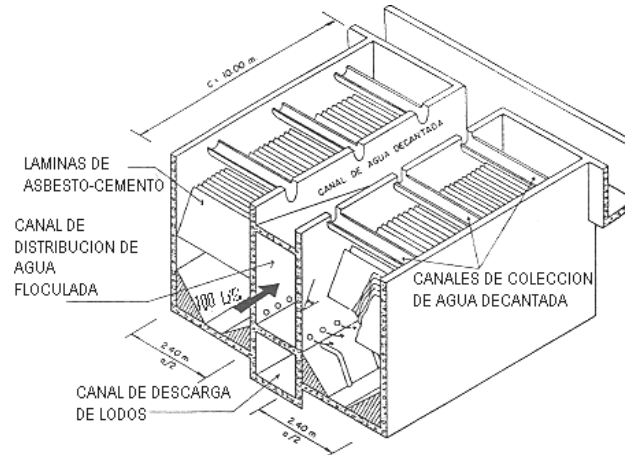 C = 10.00 m
CANAL DE AGUA DECANTADA
LAMINAS DE
ASBESTO-CEMENTO
CANAL DE
DISTRIBUCION DE
AGUA
FLOCULADA
100 L/S
CANALES DE COLECCION
DE AGUA DECANTADA
2.40 m
a/2
CANAL DE DESCARGA
DE LODOS
2.40 m
a/2